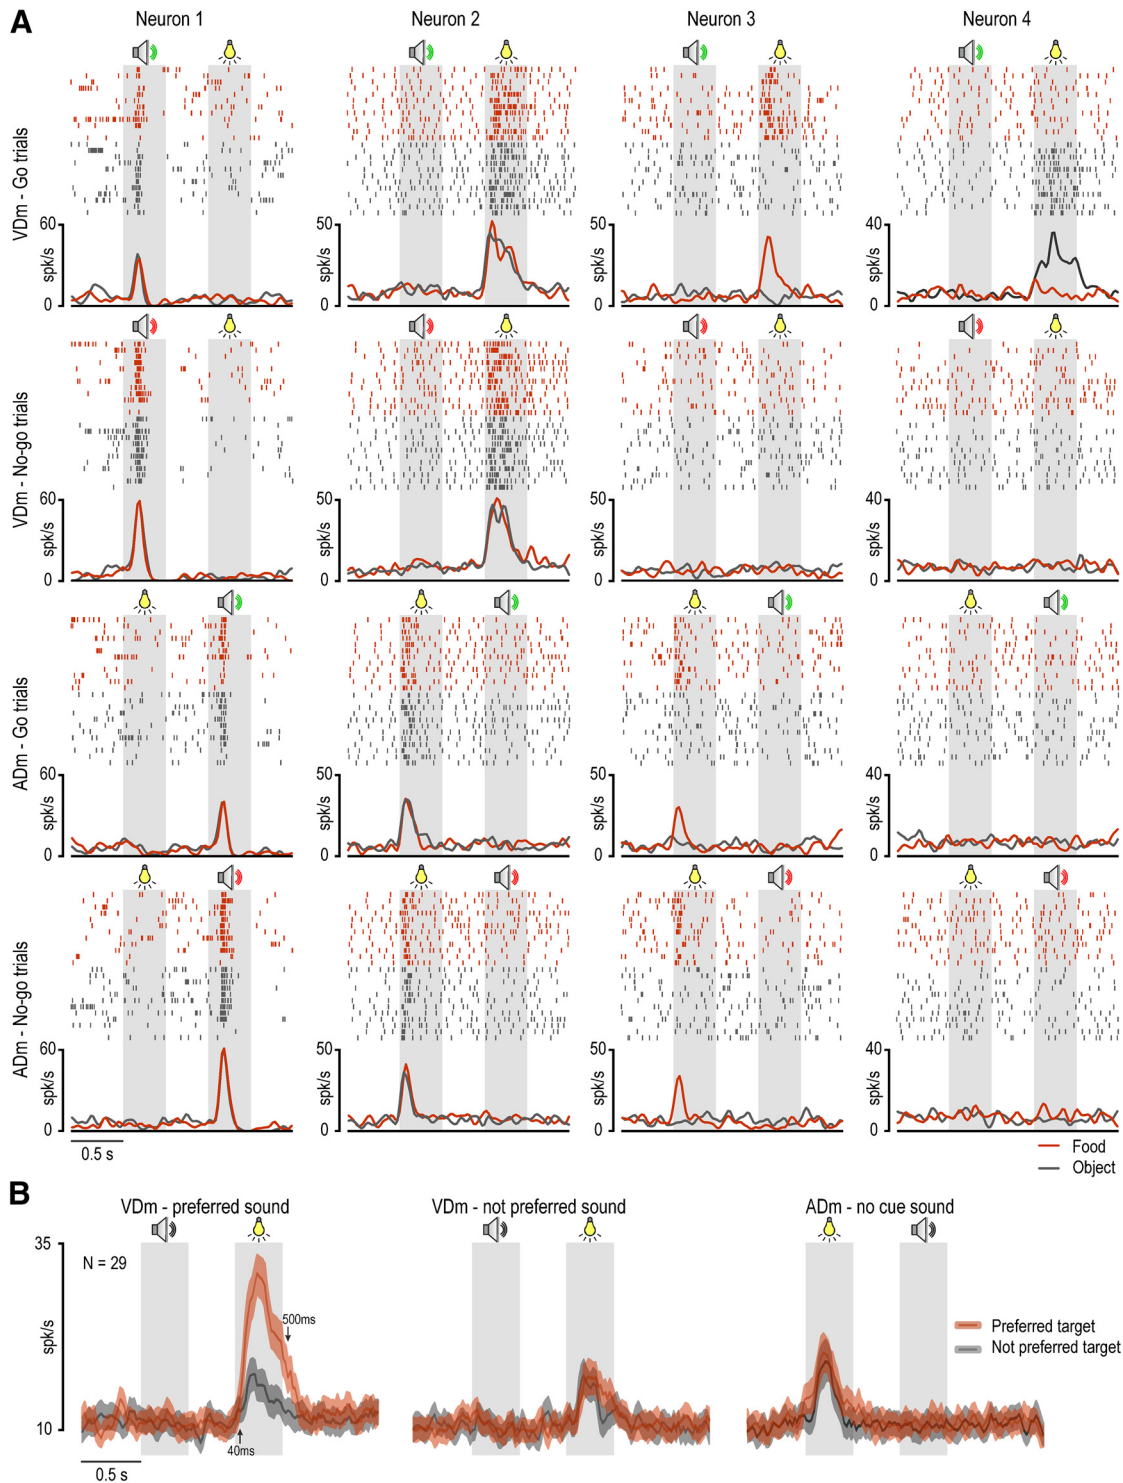 A
Neuron 1 Neuron 2 Neuron 3 Neuron 4
VDm - Go trials
60 50 50 40
spk/s spk/s spk/s spk/s
0 0 0 0
VDm - No-go trials
60 50 50 40
spk/s spk/s spk/s spk/s
0 0 0 0
ADm - Go trials
60 50 50 40
spk/s spk/s spk/s spk/s
0 0 0 0
ADm - No-go trials
60 50 50 40
spk/s spk/s spk/s spk/s
0 0 0 0
0.5 s
Food
Object
B
VDm - preferred sound VDm - not preferred sound ADm - no cue sound
35
N = 29
500ms
spk/s
Preferred target
Not preferred target
10
40ms
0.5 s